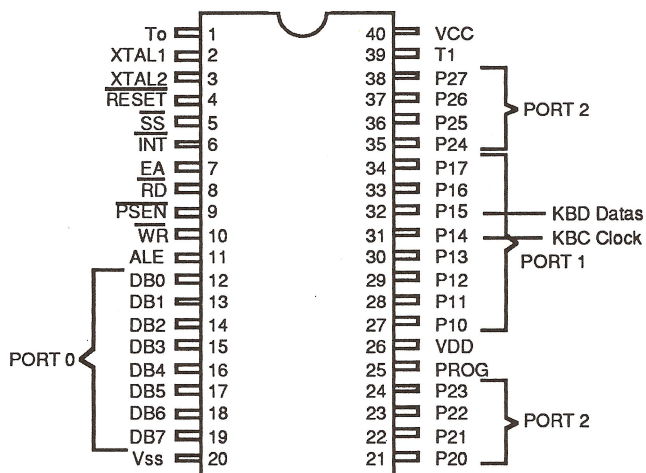 To 1 40 VCC
XTAL1 2 39 T1
XTAL2 3 38 P27
RESET 4 37 P26
SS 5 36 P25 PORT 2
INT 6 35 P24
EA 7 34 P17
RD 8 33 P16
PSEN 9 32 P15 KBD Datas
WR 10 31 P14 KBC Clock
ALE 11 30 P13 PORT 1
DB0 12 29 P12
DB1 13 28 P11
DB2 14 27 P10
PORT 0 DB3 15 26 VDD
DB4 16 25 PROG
DB5 17 24 P23
DB6 18 23 P22 PORT 2
DB7 19 22 P21
Vss 20 21 P20